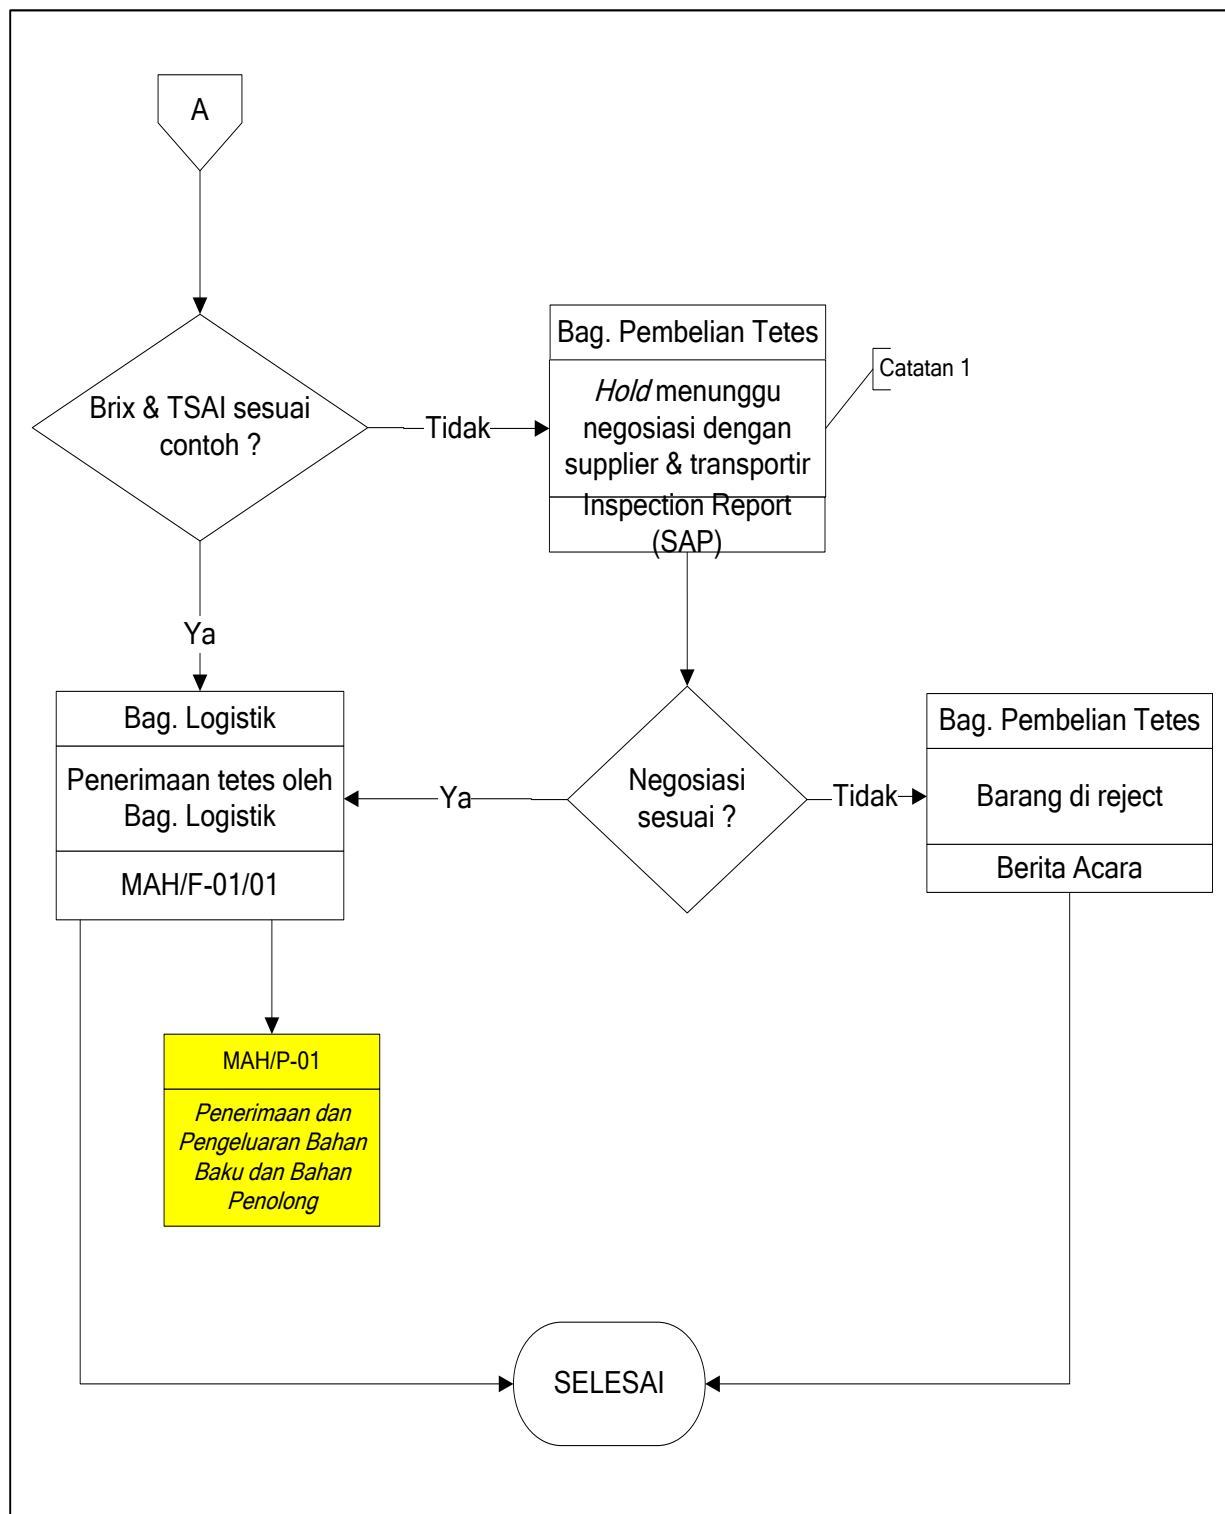 A
Bag. Pembelian Tetes
Catatan 1
Brix & TSAI sesuai
contoh ?
Tidak
Hold menunggu
negosiasi dengan
supplier & transportir
Inspection Report
(SAP)
Ya
Bag. Logistik
Penerimaan tetes oleh
Bag. Logistik
MAH/F-01/01
Ya
Negosiasi
sesuai ?
Tidak
Bag. Pembelian Tetes
Barang di reject
Berita Acara
MAH/P-01
Penerimaan dan
Pengeluaran Bahan
Baku dan Bahan
Penolong
SELESAI